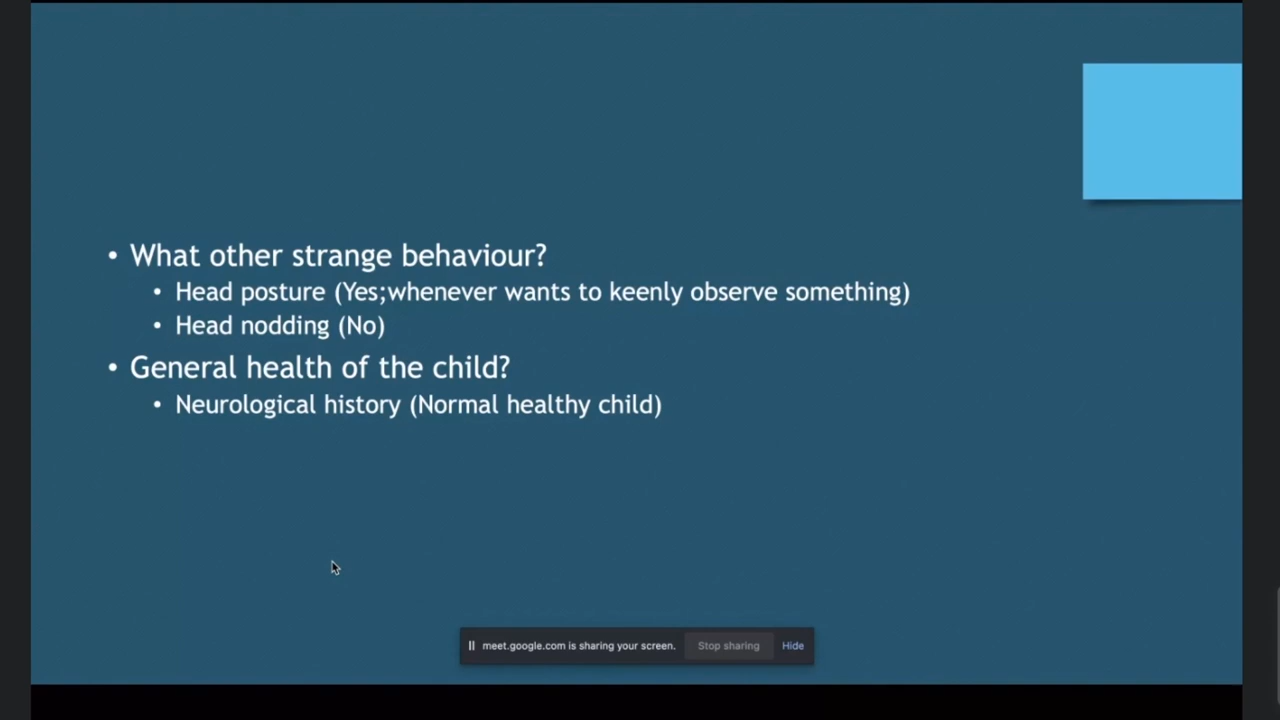 • What other strange behaviour?
• Head posture (Yes;whenever wants to keenly observe something)
• Head nodding (No)
• General health of the child?
• Neurological history (Normal healthy child)
meet.google.com is sharing your screen. Stop sharing Hide